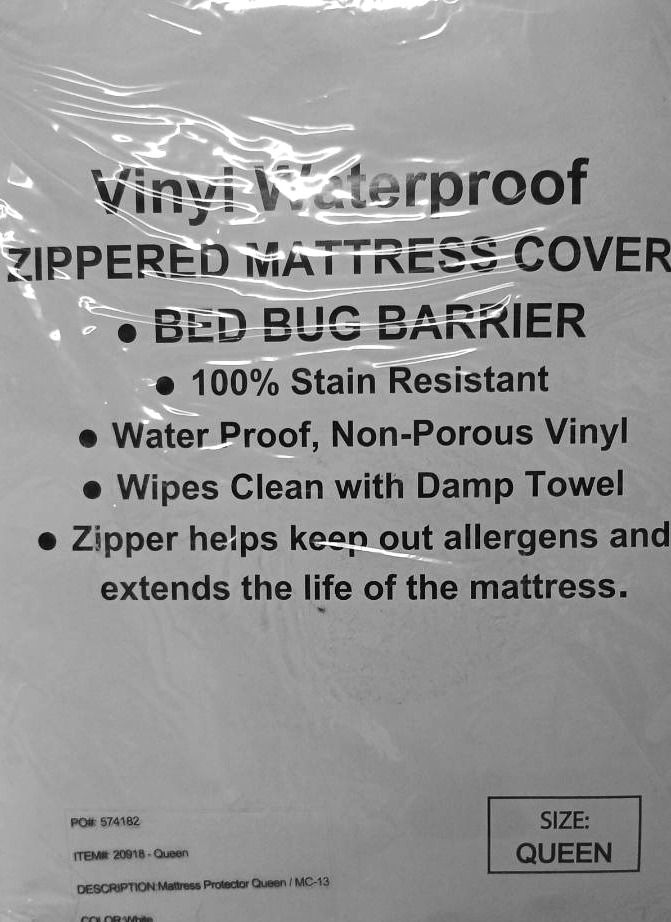 Vinyl Waterproof
ZIPPERED MATTRESS COVER
● BED BUG BARRIER
● 100% Stain Resistant
● Water Proof, Non-Porous Vinyl
● Wipes Clean with Damp Towel
● Zipper helps keep out allergens and
extends the life of the mattress.
PO#: 574182
ITEM#: 20918 - Queen
DESCRIPTION:Mattress Protector Queen / MC-13
COLOR:White
SIZE:
QUEEN